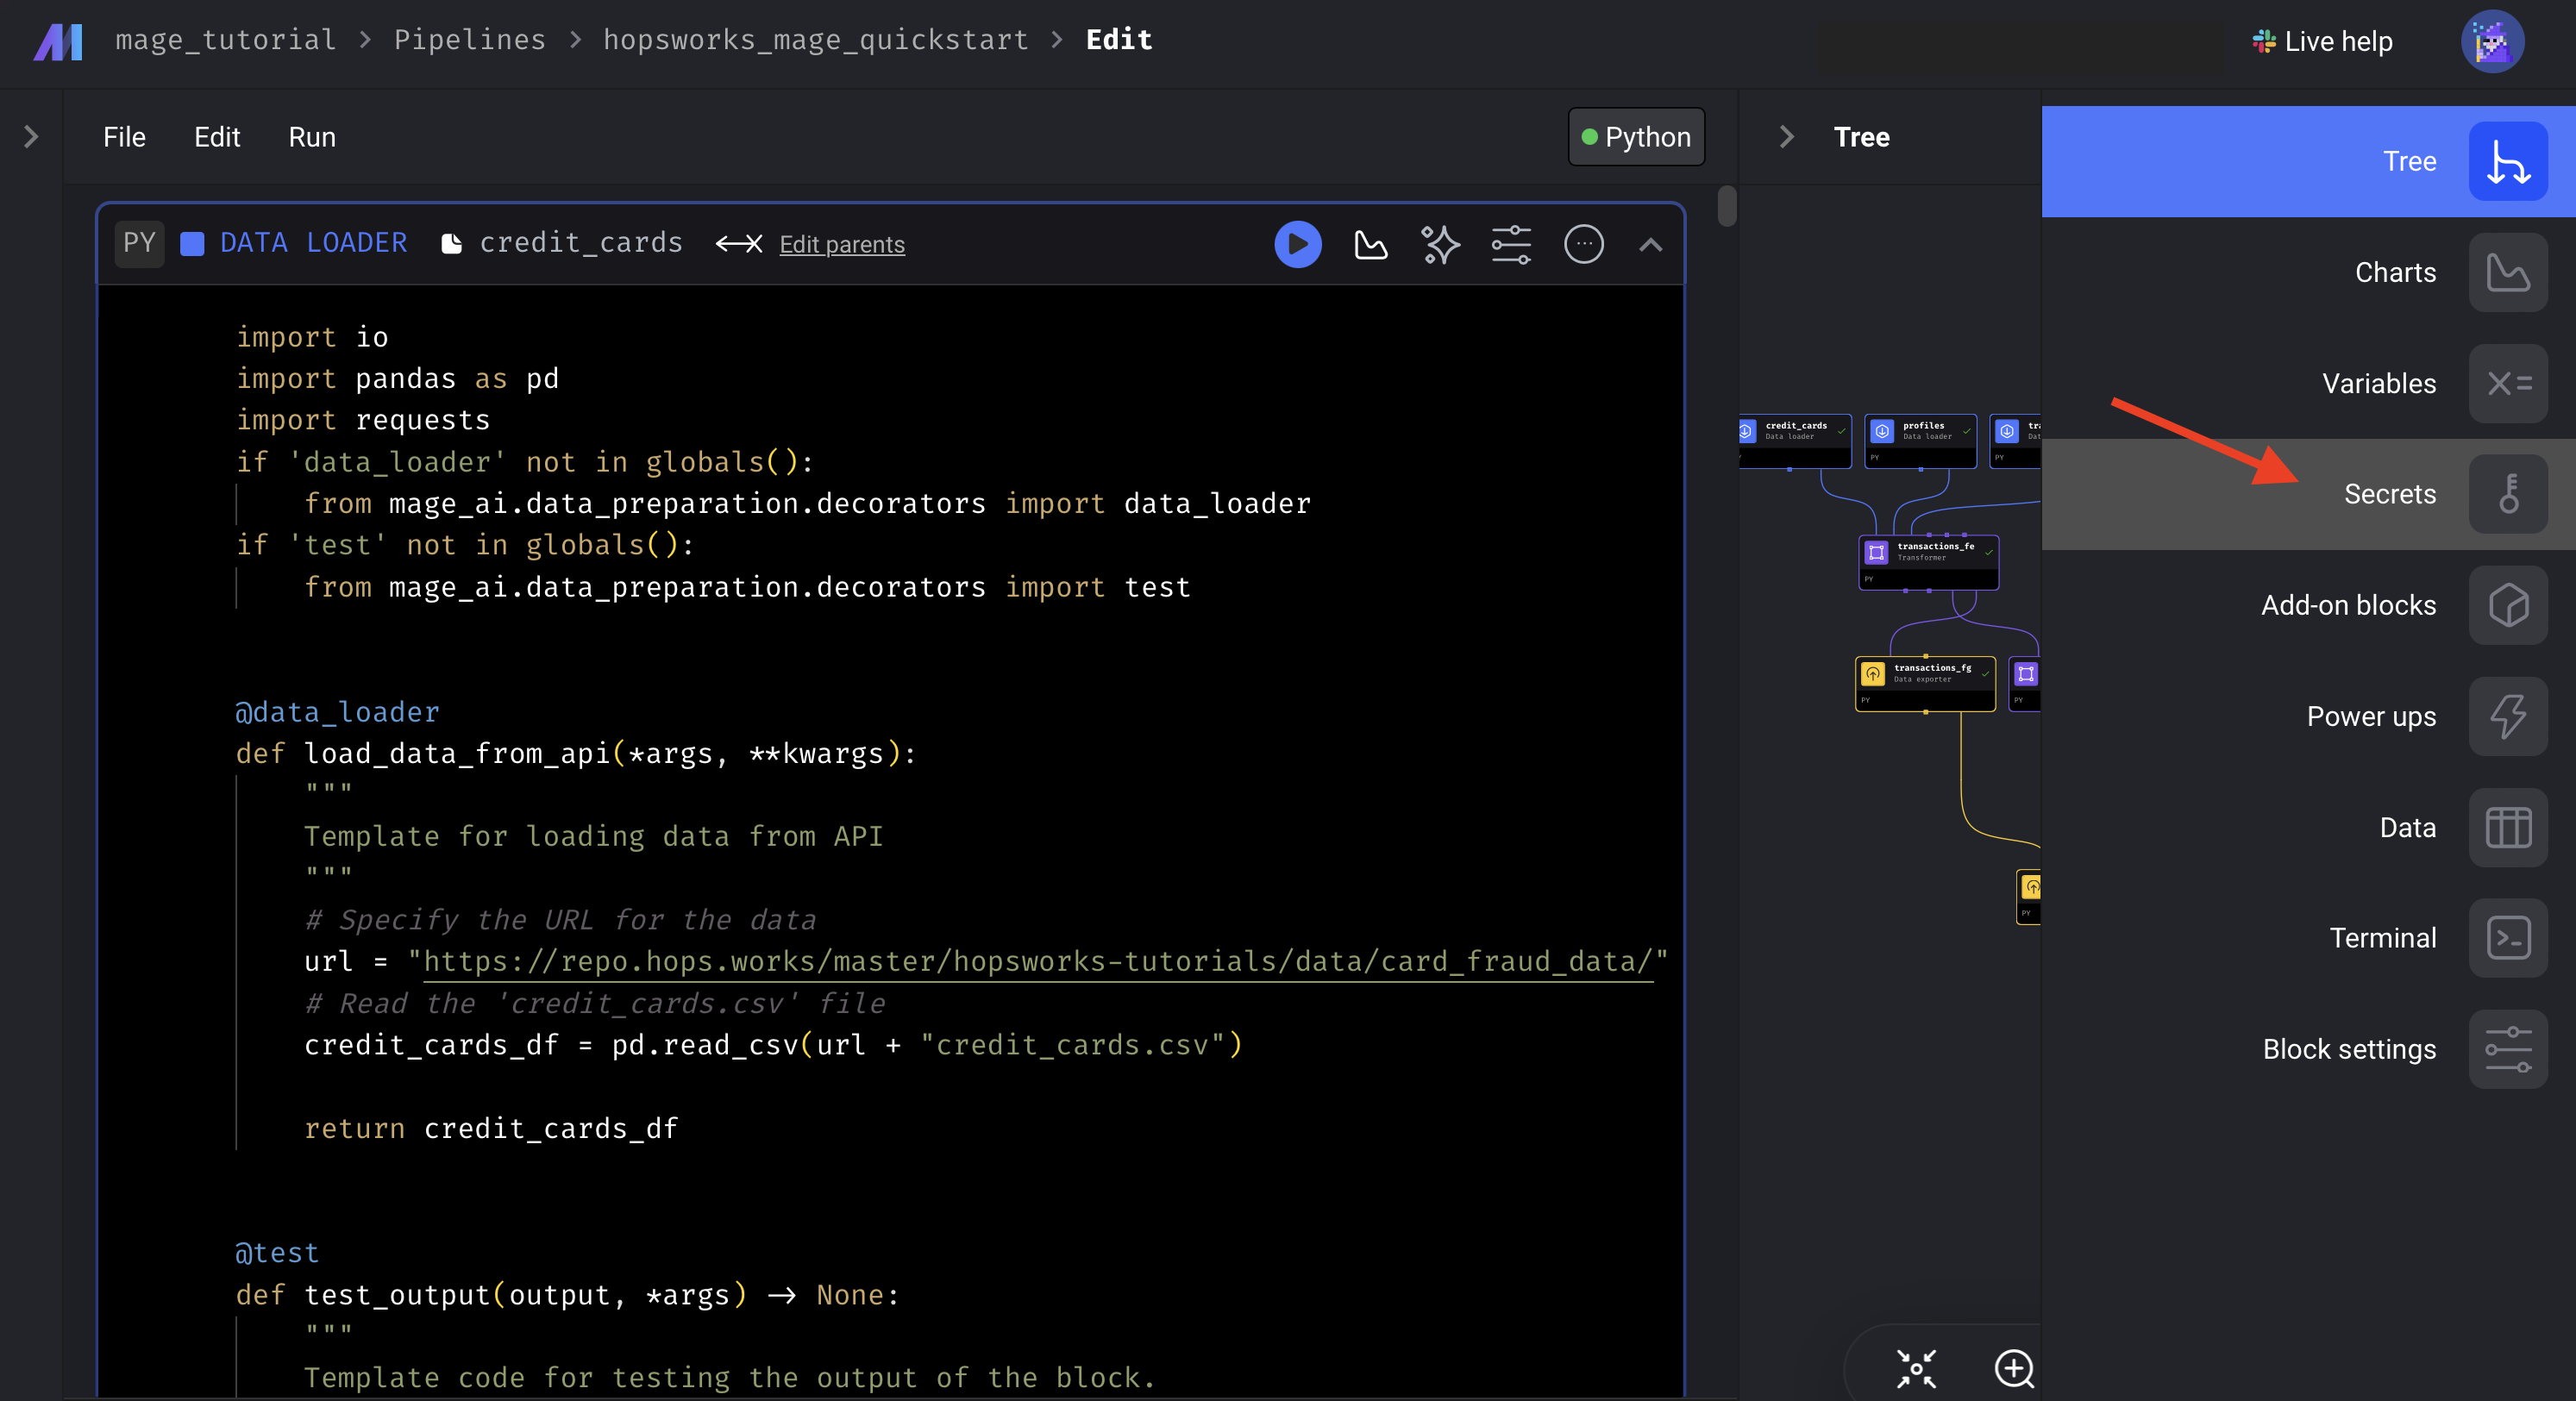 mage_tutorial > Pipelines > hopsworks_mage_quickstart > Edit
Live help
File Edit Run
Python
Tree
PY DATA LOADER credit_cards Edit parents
import io
import pandas as pd
import requests
if 'data_loader' not in globals():
from mage_ai.data_preparation.decorators import data_loader
if 'test' not in globals():
from mage_ai.data_preparation.decorators import test
@data_loader
def load_data_from_api(*args, **kwargs):
"""
Template for loading data from API
"""
# Specify the URL for the data
url = "https://repo.hops.works/master/hopsworks-tutorials/data/card_fraud_data/"
# Read the 'credit_cards.csv' file
credit_cards_df = pd.read_csv(url + "credit_cards.csv")
return credit_cards_df
@test
def test_output(output, *args) -> None:
"""
Template code for testing the output of the block.
credit_cards
Data loader
profiles
Data loader
PY
PY
transactions_fe
Transformer
PY
transactions_fg
Data exporter
PY
PY
PY
Tree
Charts
Variables
Secrets
Add-on blocks
Power ups
Data
Terminal
Block settings